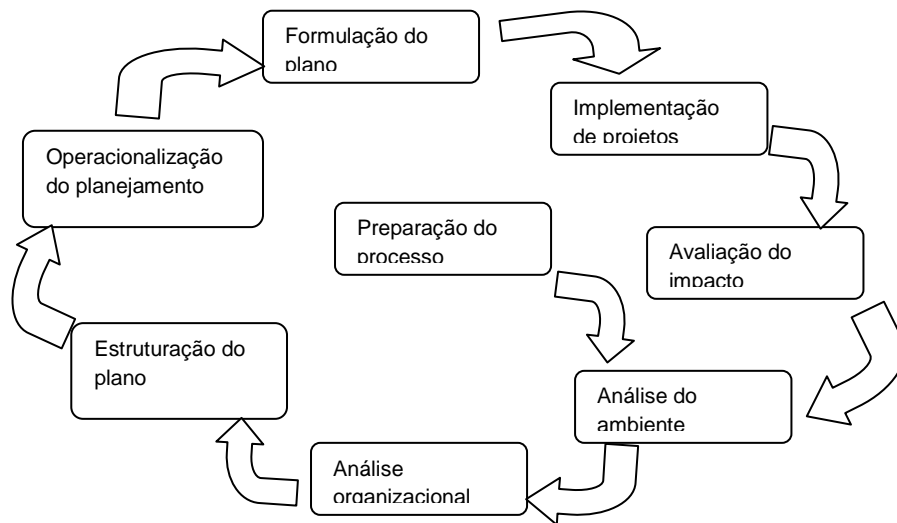 Formulação do
plano
Implementação
de projetos
Operacionalização
do planejamento
Preparação do
processo
Avaliação do
impacto
Estruturação do
plano
Análise do
ambiente
Análise
organizacional